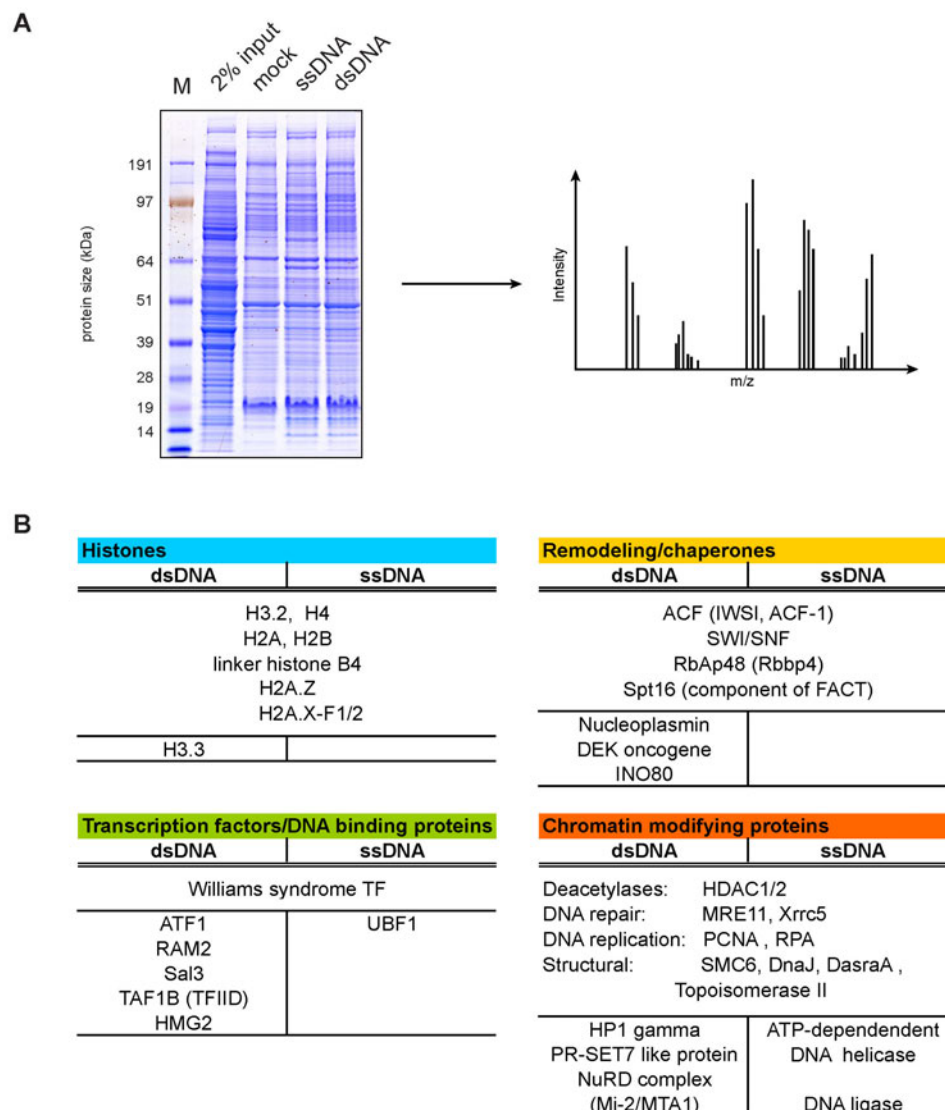 A
M 2% input mock ssDNA dsDNA
protein size (kDa)
191
97
64
51
39
28
19
14
Intensity
m/z
B
Histones
dsDNA ssDNA
H3.2, H4
H2A, H2B
linker histone B4
H2A.Z
H2A.X-F1/2
H3.3
Remodeling/chaperones
dsDNA ssDNA
ACF (IWSI, ACF-1)
SWI/SNF
RbAp48 (Rbbp4)
Spt16 (component of FACT)
Nucleoplasmin
DEK oncogene
INO80
Transcription factors/DNA binding proteins
dsDNA ssDNA
Williams syndrome TF
ATF1 UBF1
RAM2
Sal3
TAF1B (TFIID)
HMG2
Chromatin modifying proteins
dsDNA ssDNA
Deacetylases: HDAC1/2
DNA repair: MRE11, Xrrc5
DNA replication: PCNA , RPA
Structural: SMC6, DnaJ, DasraA ,
Topoisomerase II
HP1 gamma ATP-dependendent
PR-SET7 like protein DNA helicase
NuRD complex
(Mi-2/MTA1) DNA ligase